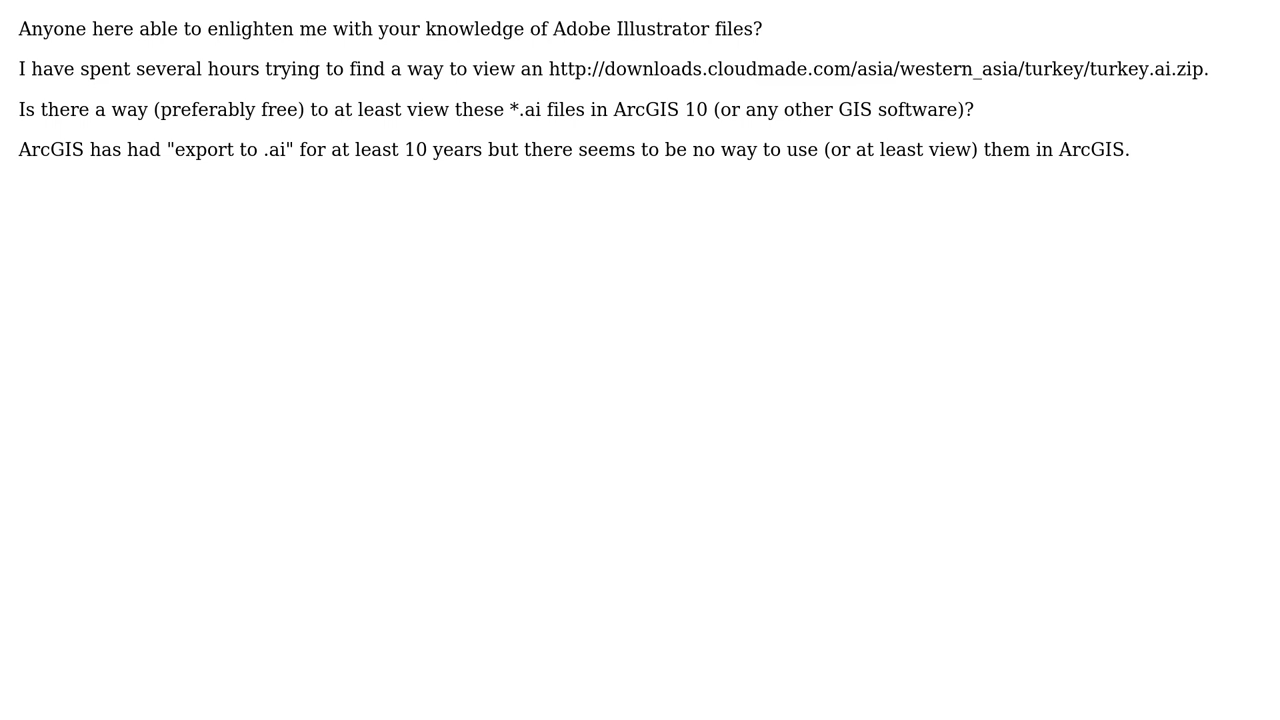 Anyone here able to enlighten me with your knowledge of Adobe Illustrator files?
I have spent several hours trying to find a way to view an http://downloads.cloudmade.com/asia/western_asia/turkey/turkey.ai.zip.
Is there a way (preferably free) to at least view these *.ai files in ArcGIS 10 (or any other GIS software)?
ArcGIS has had "export to .ai" for at least 10 years but there seems to be no way to use (or at least view) them in ArcGIS.